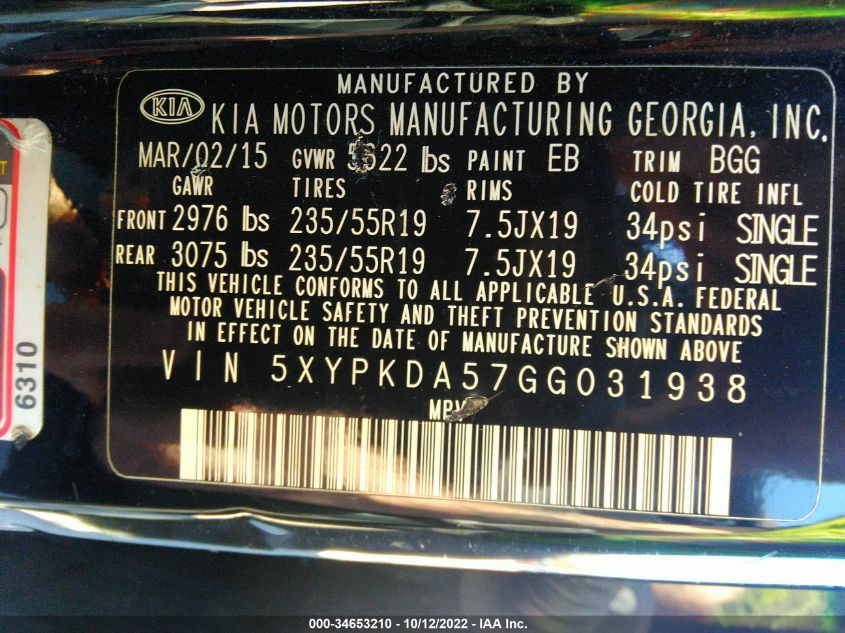 MANUFACTURED BY
KIA KIA MOTORS MANUFACTURING GEORGIA, INC.
MAR/02/15 GVWR 5622 lbs PAINT EB TRIM BGG
GAWR TIRES RIMS COLD TIRE INFL
FRONT 2976 lbs 235/55R19 7.5JX19 34psi SINGLE
REAR 3075 lbs 235/55R19 7.5JX19 34psi SINGLE
THIS VEHICLE CONFORMS TO ALL APPLICABLE U.S.A. FEDERAL
MOTOR VEHICLE SAFETY AND THEFT PREVENTION STANDARDS
IN EFFECT ON THE DATE OF MANUFACTURE SHOWN ABOVE
VIN 5XYPKDA57GG031938
MPV
6310
000-34653210 - 10/12/2022 - IAA Inc.